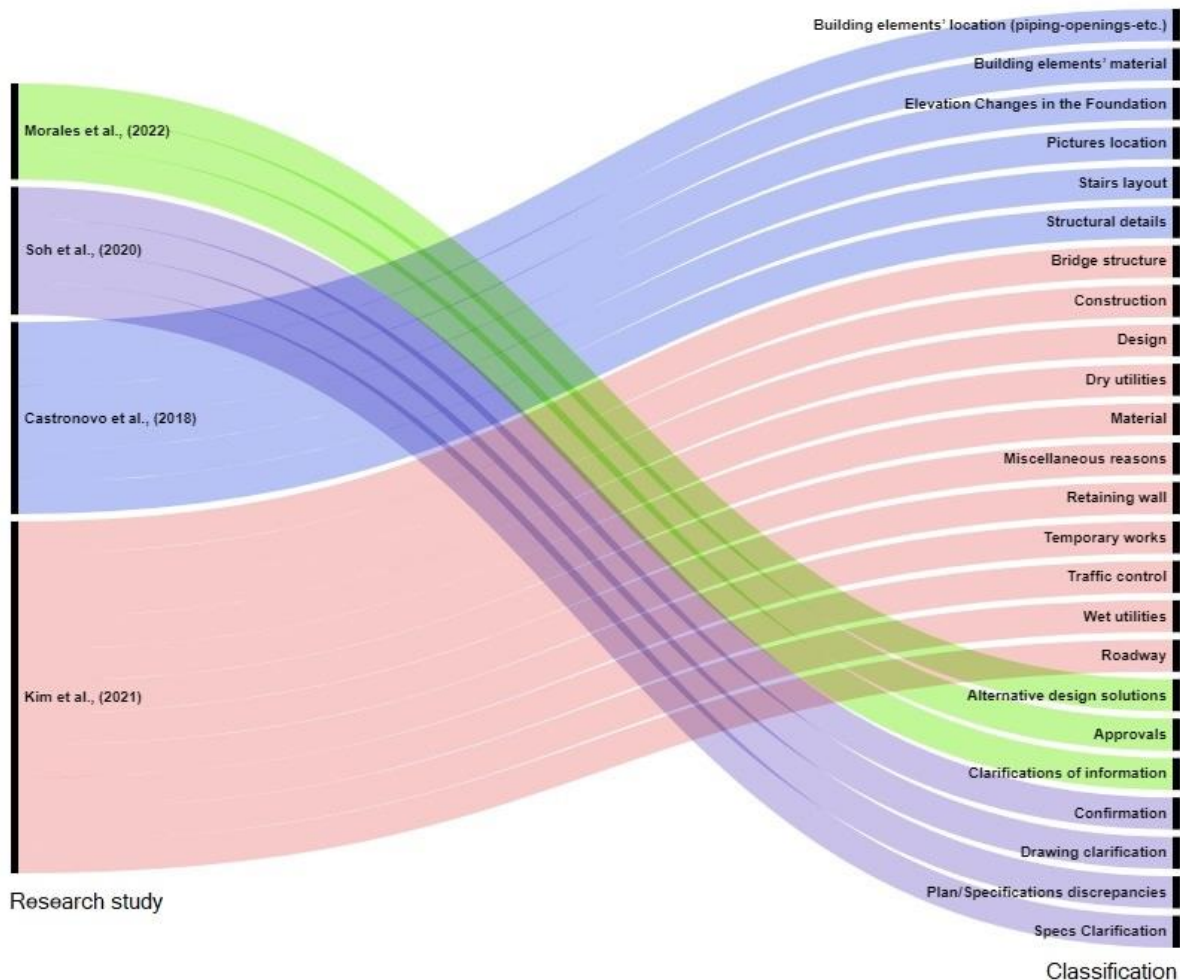 Morales et al., (2022)
Soh et al., (2020)
Castronovo et al., (2018)
Kim et al., (2021)
Research study
Building elements’ location (piping-openings-etc.)
Building elements’ material
Elevation Changes in the Foundation
Pictures location
Stairs layout
Structural details
Bridge structure
Construction
Design
Dry utilities
Material
Miscellaneous reasons
Retaining wall
Temporary works
Traffic control
Wet utilities
Roadway
Alternative design solutions
Approvals
Clarifications of information
Confirmation
Drawing clarification
Plan/Specifications discrepancies
Specs Clarification
Classification